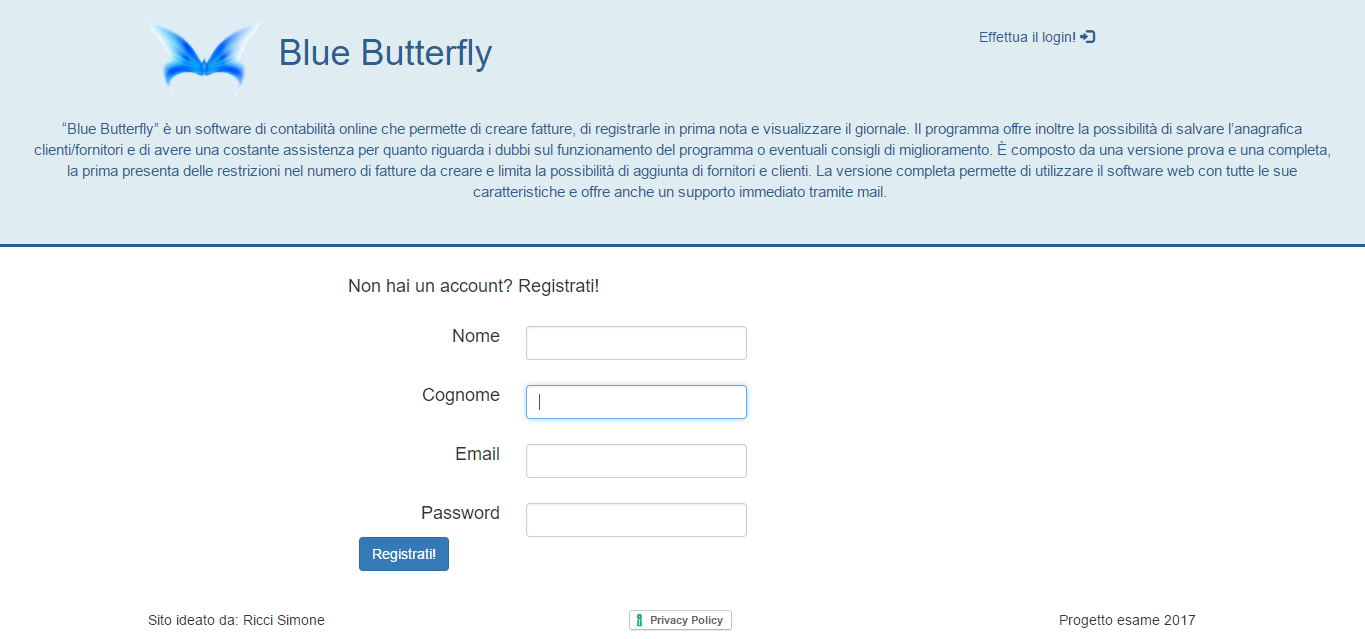 Blue Butterfly
Effettua il login!
“Blue Butterfly” è un software di contabilità online che permette di creare fatture, di registrarle in prima nota e visualizzare il giornale. Il programma offre inoltre la possibilità di salvare l’anagrafica
clienti/fornitori e di avere una costante assistenza per quanto riguarda i dubbi sul funzionamento del programma o eventuali consigli di miglioramento. È composto da una versione prova e una completa,
la prima presenta delle restrizioni nel numero di fatture da creare e limita la possibilità di aggiunta di fornitori e clienti. La versione completa permette di utilizzare il software web con tutte le sue
caratteristiche e offre anche un supporto immediato tramite mail.
Non hai un account? Registrati!
Nome
Cognome
Email
Password
Registrati!
Sito ideato da: Ricci Simone
Privacy Policy
Progetto esame 2017